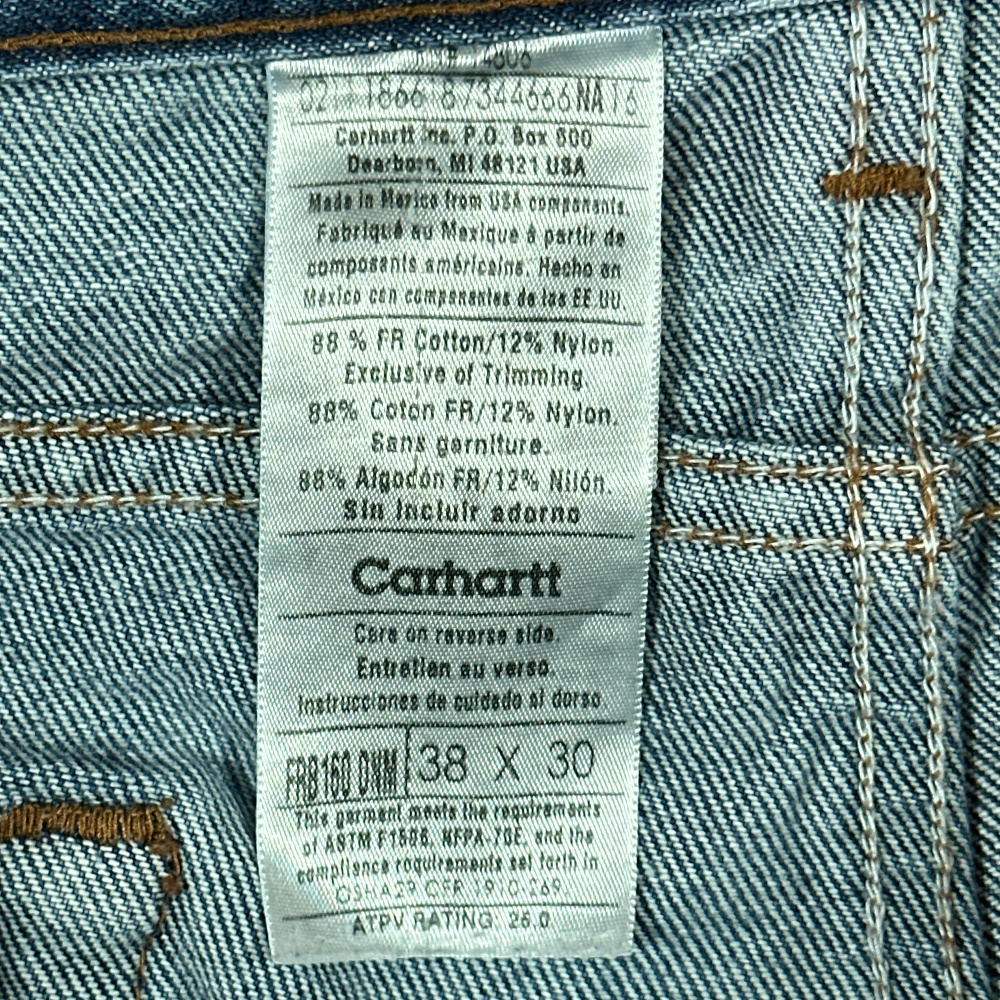 4806
1866 87344666 NA 16
Carhartt Inc. P.O. Box 600
Dearborn, MI 48121 USA
Made in Mexico from USA components.
Fabriqué au Mexique à partir de
composants américains. Hecho en
México con componentes de los EE UU
88 % FR Cotton/12% Nylon.
Exclusive of Trimming
88% Coton FR/12% Nylon.
Sans garniture.
88% Algodón FR/12% Nilón.
Sin Incluir adorno
Carhartt
Care on reverse side.
Entretien au verso.
Instrucciones de cuidado al dorso
FRB160 DNM 38 X 30
This garment meets the requirements
of ASTM F1506, NFPA-70E, and the
compliance requirements set forth in
OSHA29 CFR 1910-269.
ATPV RATING: 26.0